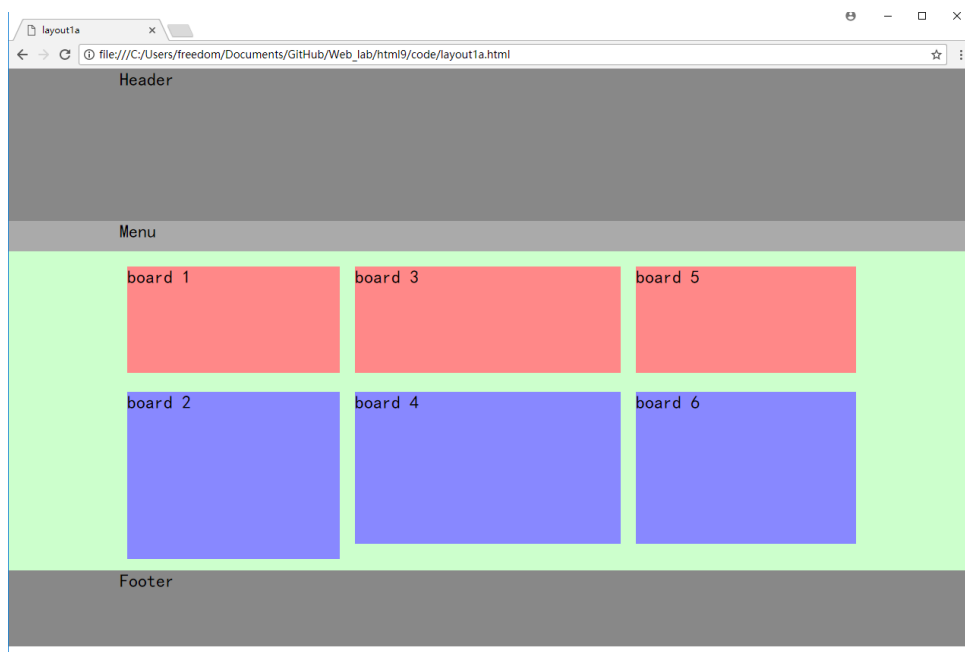 layout1a
file:///C:/Users/freedom/Documents/GitHub/Web_lab/html9/code/layout1a.html
Header
Menu
board 1 board 3 board 5
board 2 board 4 board 6
Footer